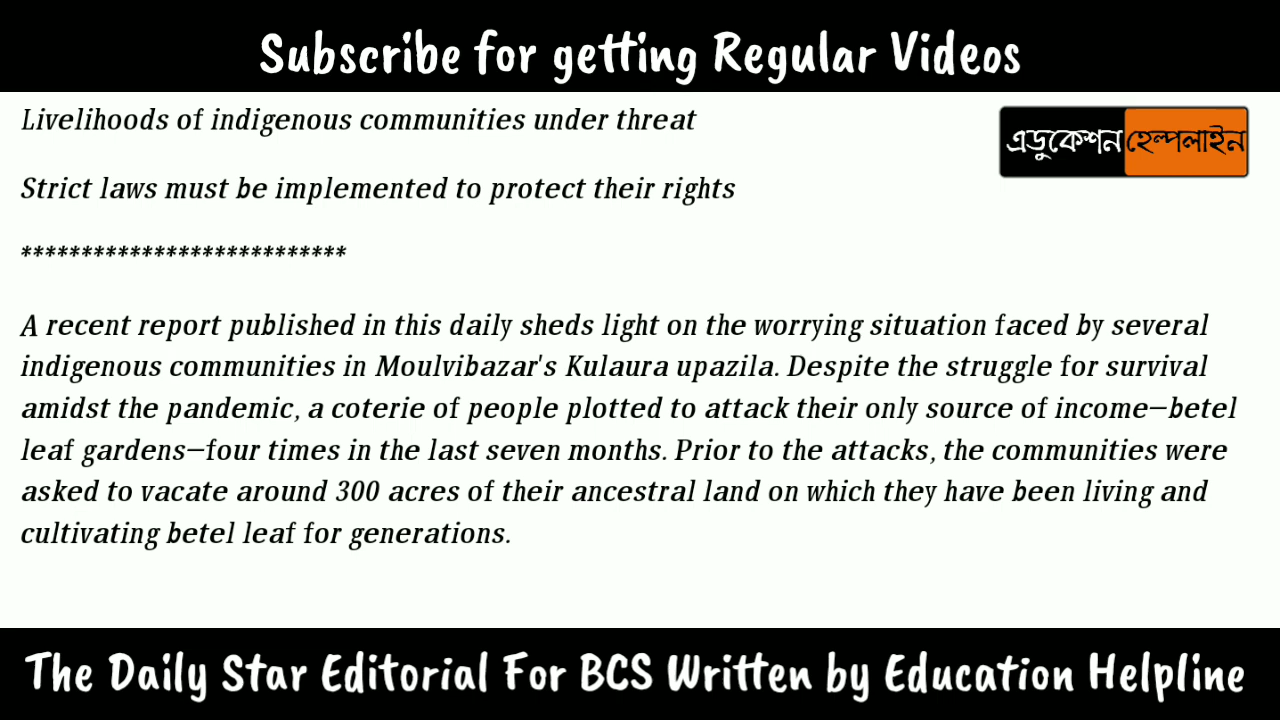 Subscribe for getting Regular Videos
Livelihoods of indigenous communities under threat
এডুকেশন হেল্পলাইন
Strict laws must be implemented to protect their rights
***************************
A recent report published in this daily sheds light on the worrying situation faced by several
indigenous communities in Moulvibazar's Kulaura upazila. Despite the struggle for survival
amidst the pandemic, a coterie of people plotted to attack their only source of income—betel
leaf gardens—four times in the last seven months. Prior to the attacks, the communities were
asked to vacate around 300 acres of their ancestral land on which they have been living and
cultivating betel leaf for generations.
The Daily Star Editorial For BCS Written by Education Helpline